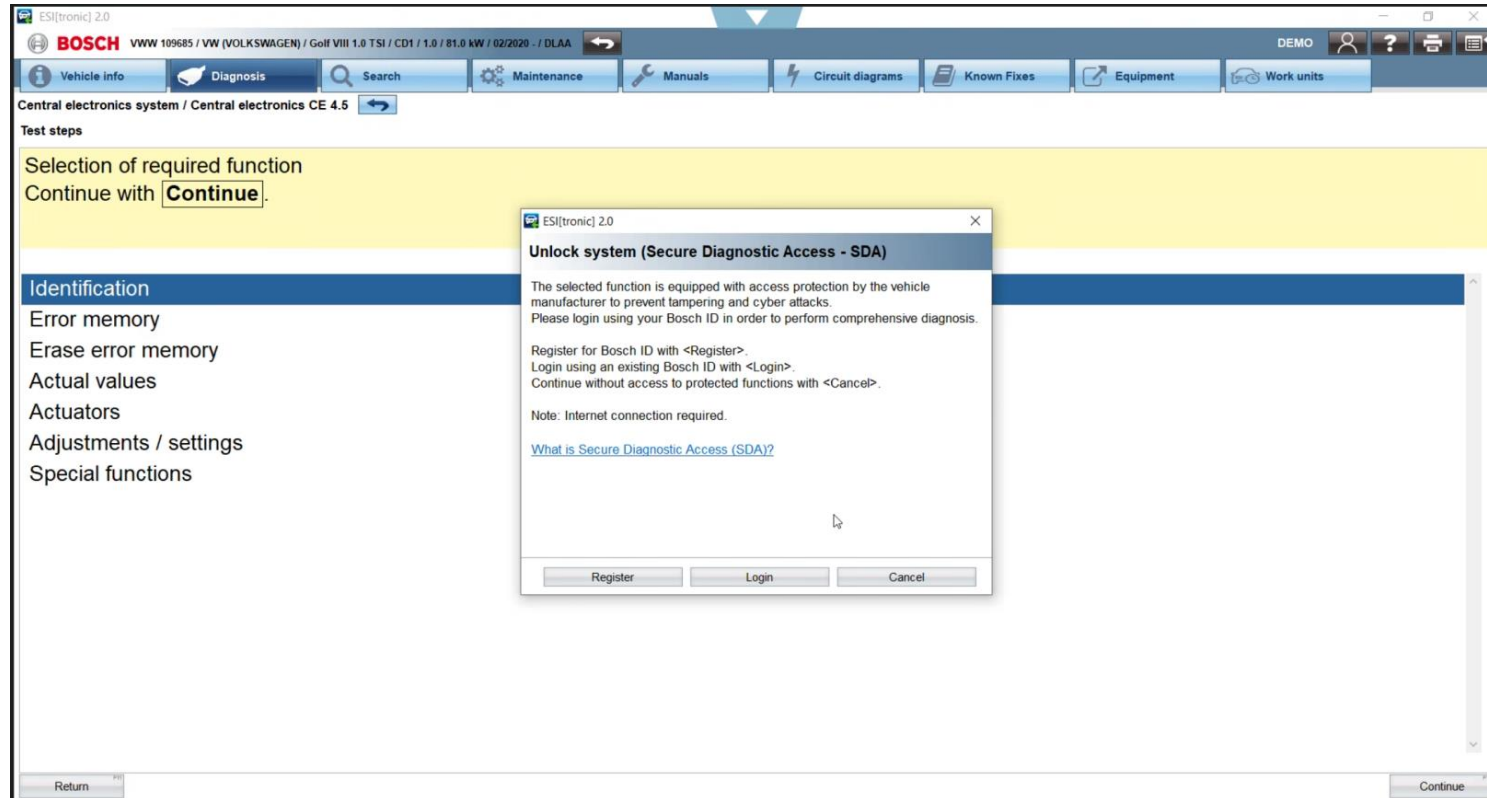 ESI[tronic] 2.0
BOSCH VWW 109685 / VW (VOLKSWAGEN) / Golf VIII 1.0 TSI / CD1 / 1.0 / 81.0 kW / 02/2020 - / DLAA
DEMO ?
Vehicle info Diagnosis Search Maintenance Manuals Circuit diagrams Known Fixes Equipment Work units
Central electronics system / Central electronics CE 4.5
Test steps
Selection of required function
Continue with Continue.
Identification
Error memory
Erase error memory
Actual values
Actuators
Adjustments / settings
Special functions
ESI[tronic] 2.0
Unlock system (Secure Diagnostic Access - SDA)
The selected function is equipped with access protection by the vehicle
manufacturer to prevent tampering and cyber attacks.
Please login using your Bosch ID in order to perform comprehensive diagnosis.
Register for Bosch ID with <Register>.
Login using an existing Bosch ID with <Login>.
Continue without access to protected functions with <Cancel>.
Note: Internet connection required.
What is Secure Diagnostic Access (SDA)?
Register Login Cancel
Return Continue